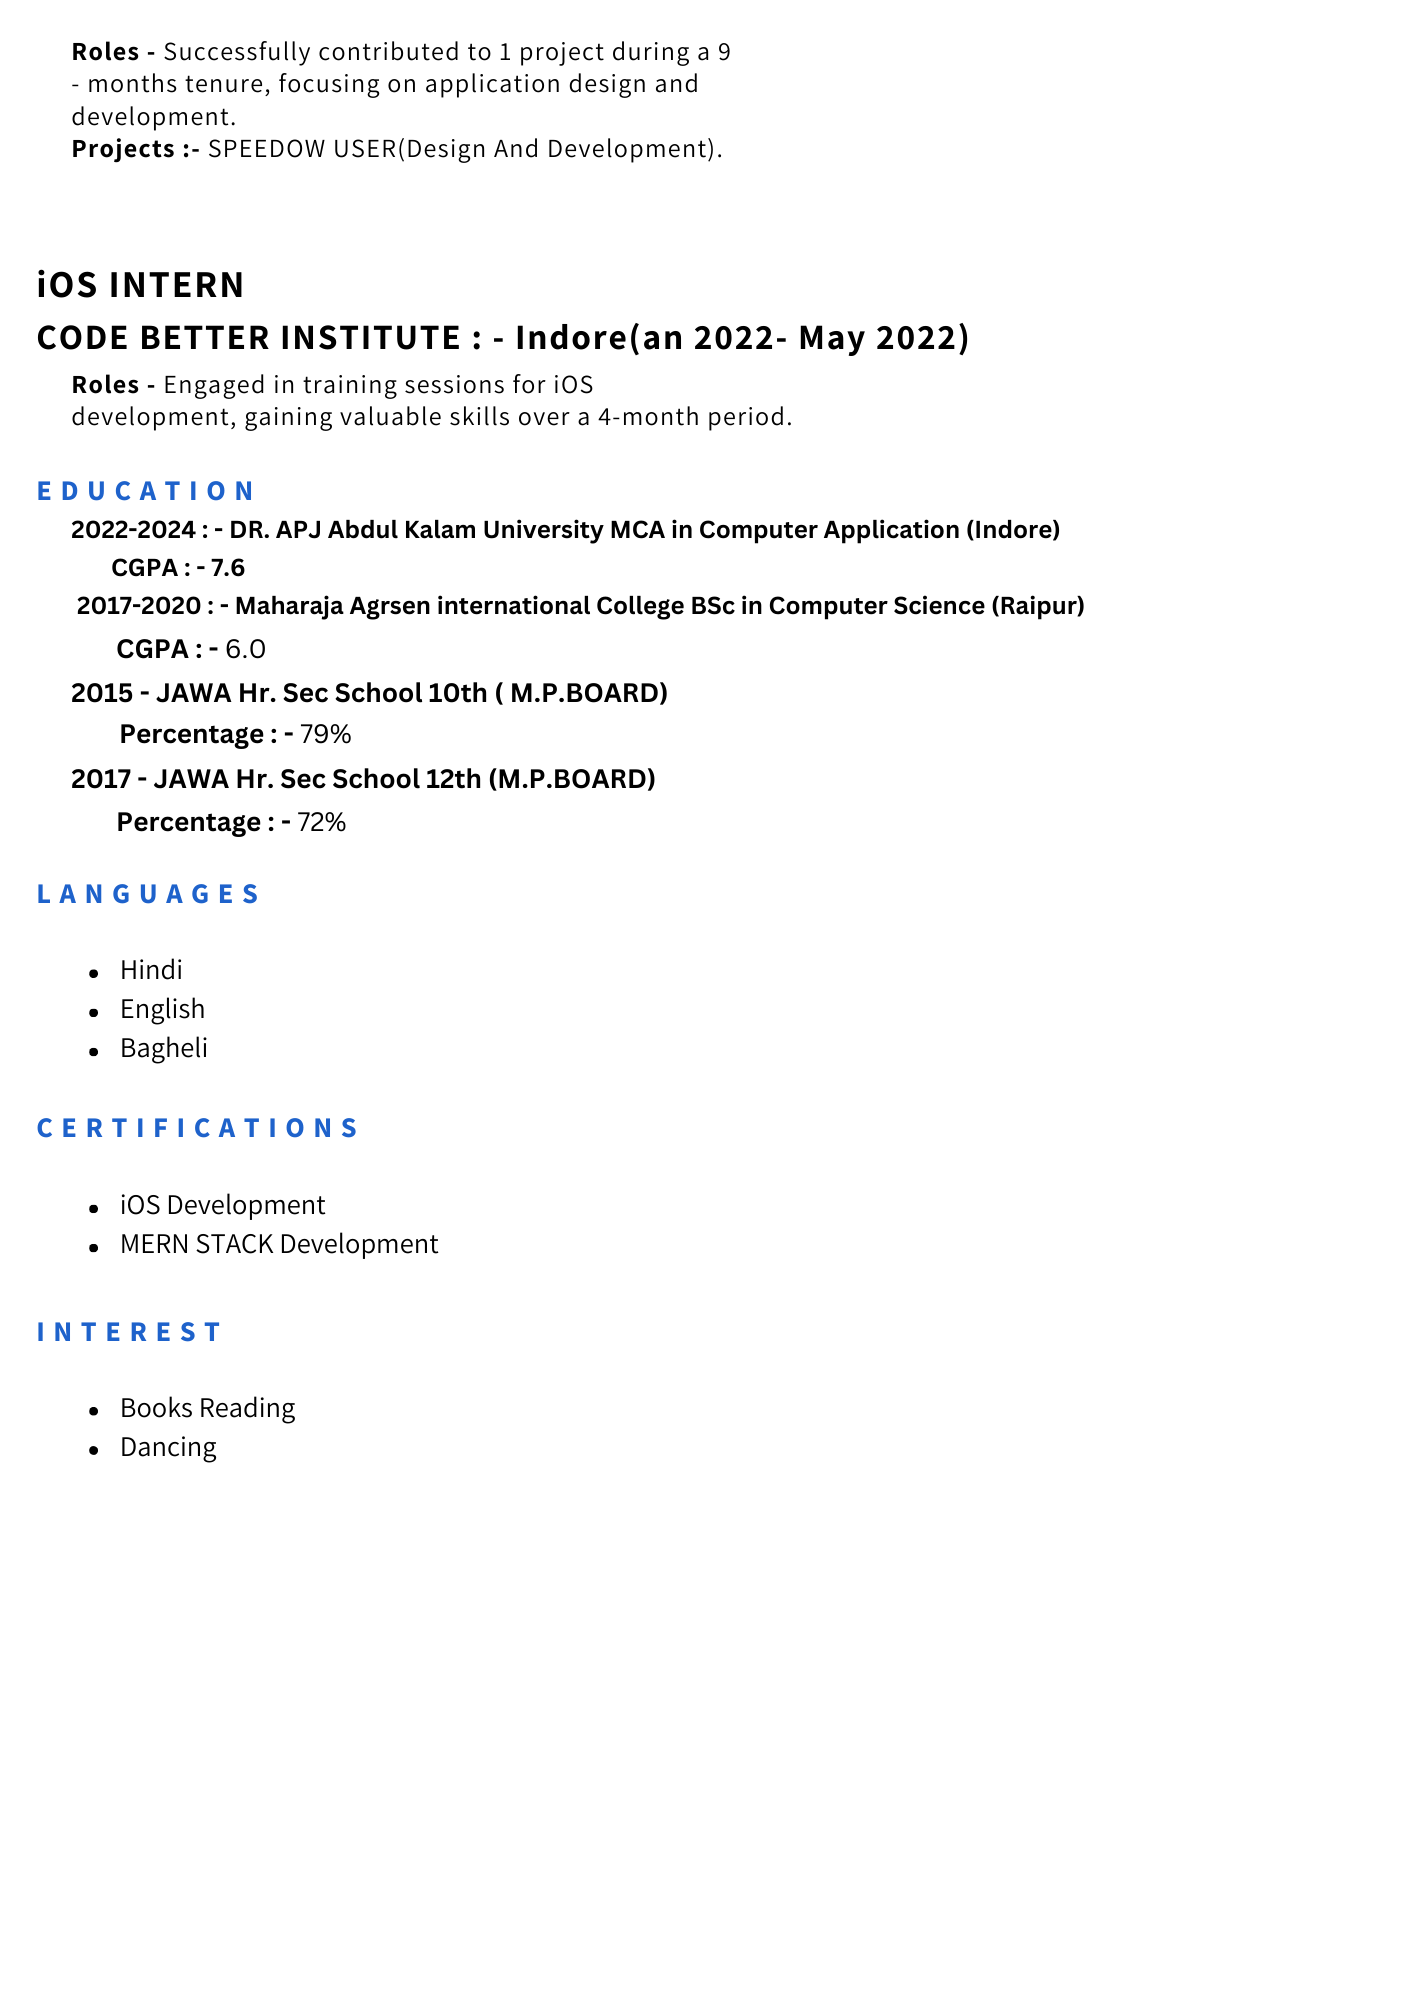 Roles - Successfully contributed to 1 project during a 9
- months tenure, focusing on application design and
development.
Projects :- SPEEDOW USER(Design And Development).
iOS INTERN
CODE BETTER INSTITUTE : - Indore(an 2022- May 2022)
Roles - Engaged in training sessions for iOS
development, gaining valuable skills over a 4-month period.
EDUCATION
2022-2024 : - DR. APJ Abdul Kalam University MCA in Computer Application (Indore)
CGPA : - 7.6
2017-2020 : - Maharaja Agrsen international College BSc in Computer Science (Raipur)
CGPA : - 6.0
2015 - JAWA Hr. Sec School 10th ( M.P.BOARD)
Percentage : - 79%
2017 - JAWA Hr. Sec School 12th (M.P.BOARD)
Percentage : - 72%
LANGUAGES
• Hindi
• English
• Bagheli
CERTIFICATIONS
• iOS Development
• MERN STACK Development
INTEREST
• Books Reading
• Dancing